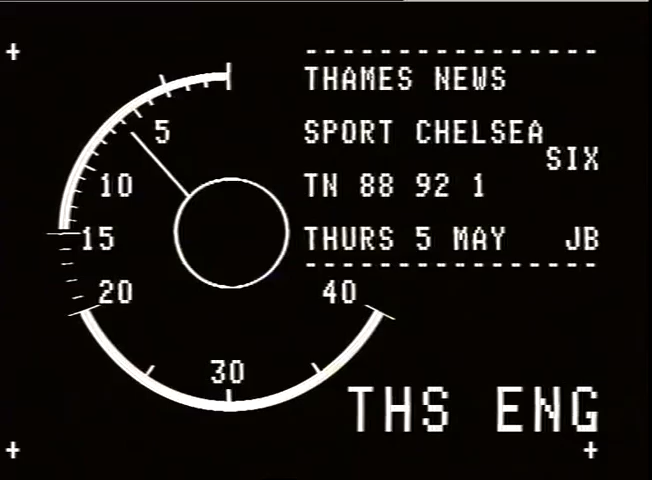 THAMES NEWS
SPORT CHELSEA
SIX
TN 88 92 1
THURS 5 MAY JB
5
10
15
20
30
40
THS ENG